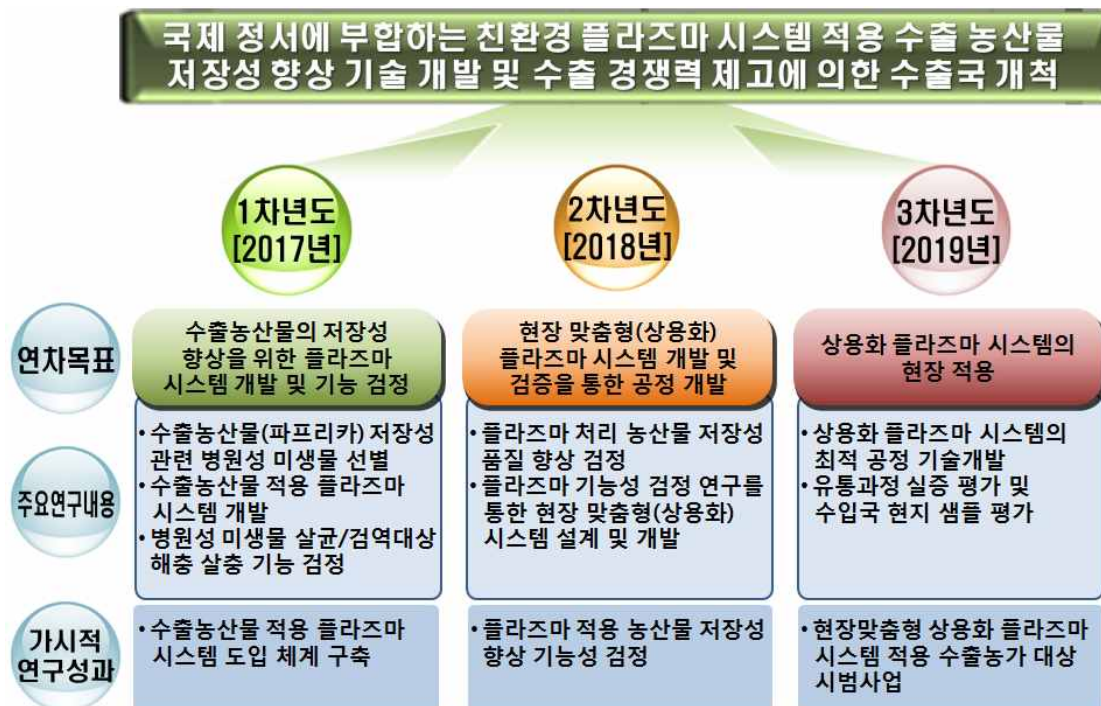 국제 정서에 부합하는 친환경 플라즈마 시스템 적용 수출 농산물
저장성 향상 기술 개발 및 수출 경쟁력 제고에 의한 수출국 개척
1차년도
[2017년]
2차년도
[2018년]
3차년도
[2019년]
연차목표
수출농산물의 저장성
향상을 위한 플라즈마
시스템 개발 및 기능 검정
현장 맞춤형(상용화)
플라즈마 시스템 개발 및
검증을 통한 공정 개발
상용화 플라즈마 시스템의
현장 적용
주요연구내용
• 수출농산물(파프리카) 저장성
관련 병원성 미생물 선별
• 수출농산물 적용 플라즈마
시스템 개발
• 병원성 미생물 살균/검역대상
해충 살충 기능 검정
• 플라즈마 처리 농산물 저장성
품질 향상 검정
• 플라즈마 기능성 검정 연구를
통한 현장 맞춤형(상용화)
시스템 설계 및 개발
• 상용화 플라즈마 시스템의
최적 공정 기술개발
• 유통과정 실증 평가 및
수입국 현지 샘플 평가
가시적
연구성과
• 수출농산물 적용 플라즈마
시스템 도입 체계 구축
• 플라즈마 적용 농산물 저장성
향상 기능성 검정
• 현장맞춤형 상용화 플라즈마
시스템 적용 수출농가 대상
시범사업